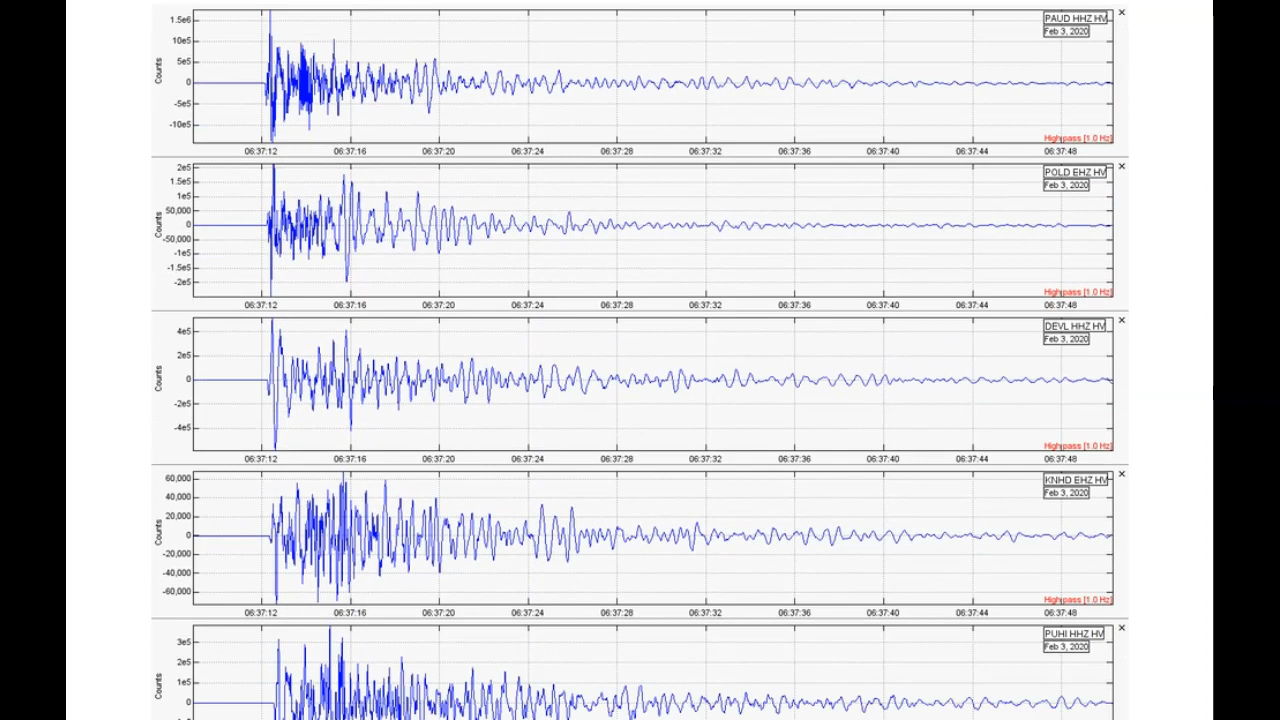 1.5e6
10e5
5e5
0
-5e5
-10e5
Counts
PAUD HHZ HV
Feb 3, 2020
Highpass [1.0 Hz]
06:37:12 06:37:16 06:37:20 06:37:24 06:37:28 06:37:32 06:37:36 06:37:40 06:37:44 06:37:48
2e5
1.5e5
1e5
50,000
0
-50,000
-1e5
-1.5e5
-2e5
Counts
POLD EHZ HV
Feb 3, 2020
Highpass [1.0 Hz]
06:37:12 06:37:16 06:37:20 06:37:24 06:37:28 06:37:32 06:37:36 06:37:40 06:37:44 06:37:48
4e5
2e5
0
-2e5
-4e5
Counts
DEVL HHZ HV
Feb 3, 2020
Highpass [1.0 Hz]
06:37:12 06:37:16 06:37:20 06:37:24 06:37:28 06:37:32 06:37:36 06:37:40 06:37:44 06:37:48
60,000
40,000
20,000
0
-20,000
-40,000
-60,000
Counts
KNHD EHZ HV
Feb 3, 2020
Highpass [1.0 Hz]
06:37:12 06:37:16 06:37:20 06:37:24 06:37:28 06:37:32 06:37:36 06:37:40 06:37:44 06:37:48
3e5
2e5
1e5
0
Counts
PUHI HHZ HV
Feb 3, 2020